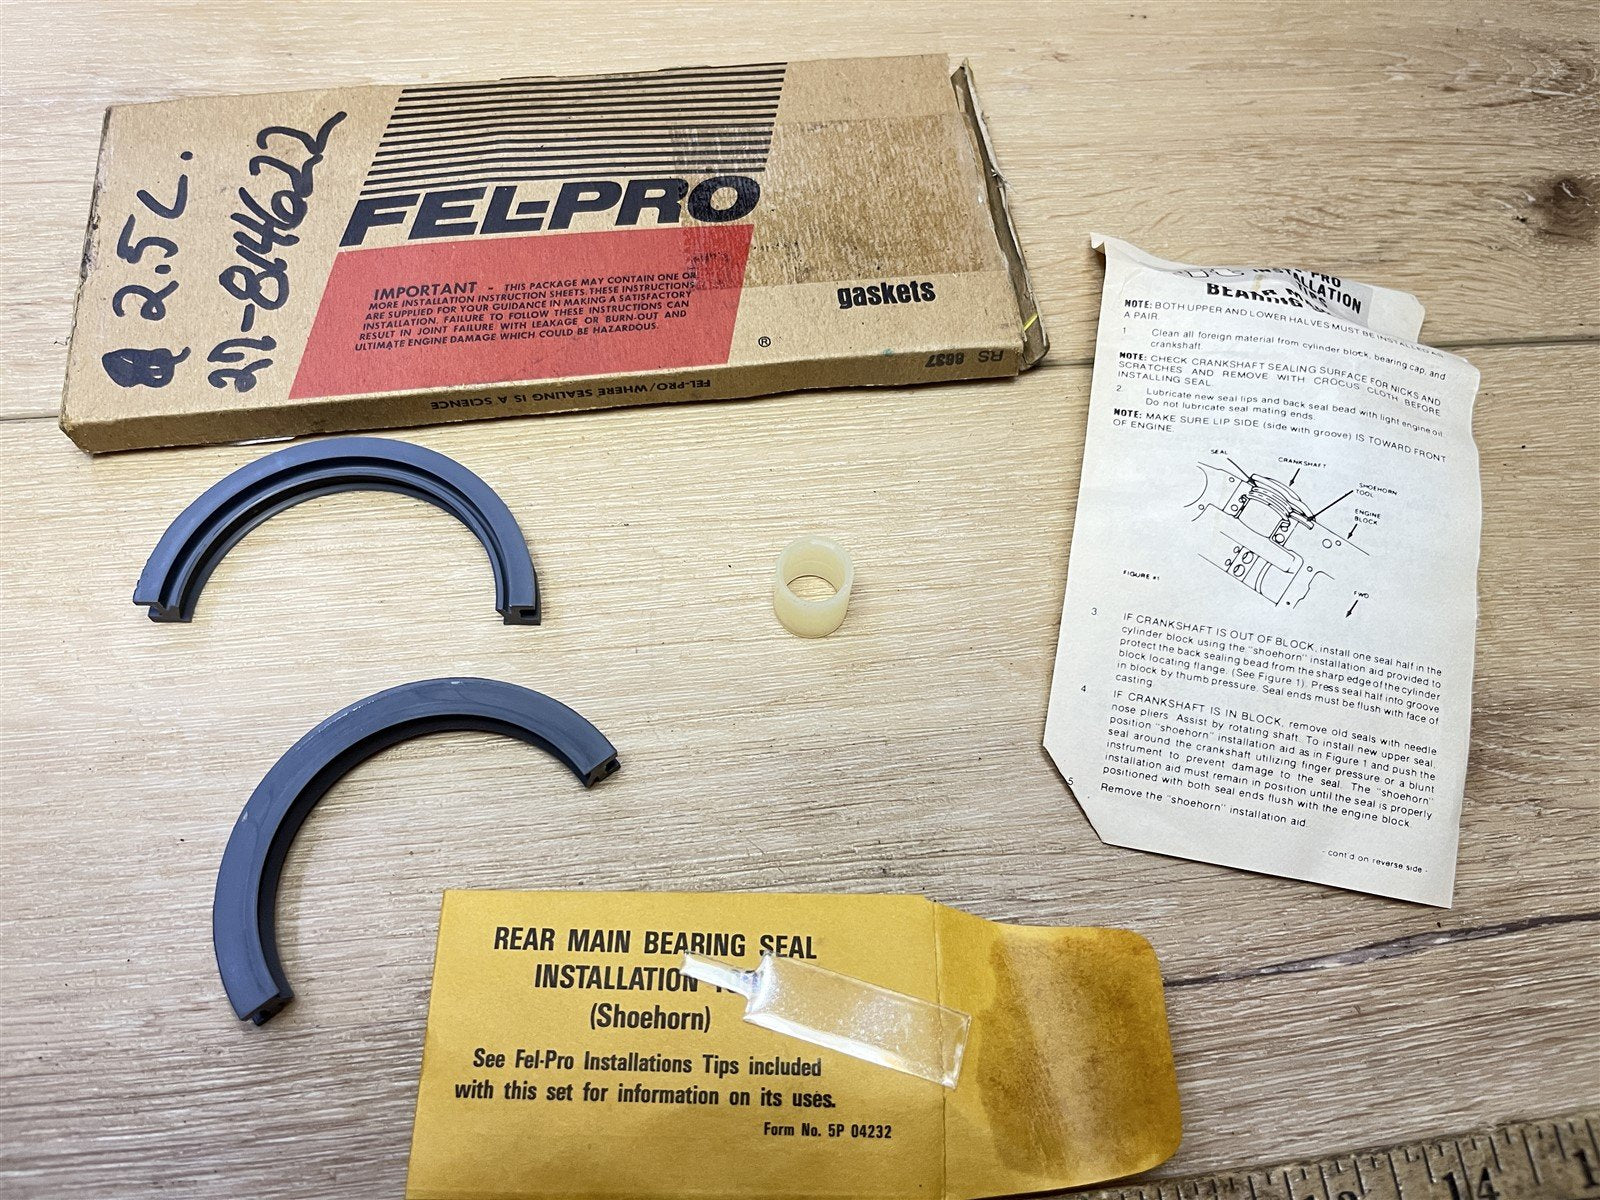 2.5 L.
27-814622
FEL-PRO
IMPORTANT - THIS PACKAGE MAY CONTAIN ONE OR
MORE INSTALLATION INSTRUCTION SHEETS. THESE INSTRUCTIONS
ARE SUPPLIED FOR YOUR GUIDANCE IN MAKING A SATISFACTORY
INSTALLATION. FAILURE TO FOLLOW THESE INSTRUCTIONS CAN
RESULT IN JOINT FAILURE WITH LEAKAGE OR BURN-OUT AND
ULTIMATE ENGINE DAMAGE WHICH COULD BE HAZARDOUS.
gaskets
®
FEL-PRO/WHERE SEALING IS A SCIENCE
RS 6637
PRO
BEARING
NOTE: BOTH UPPER AND LOWER HALVES MUST BE INSTALLED AS
A PAIR.
1 Clean all foreign material from cylinder block, bearing cap, and
crankshaft.
NOTE: CHECK CRANKSHAFT SEALING SURFACE FOR NICKS AND
SCRATCHES AND REMOVE WITH CROCUS CLOTH BEFORE
INSTALLING SEAL.
2. Lubricate new seal lips and back seal bead with light engine oil.
Do not lubricate seal mating ends.
NOTE: MAKE SURE LIP SIDE (side with groove) IS TOWARD FRONT
OF ENGINE.
SEAL
CRANKSHAFT
SHOEHORN
TOOL
ENGINE
BLOCK
FIGURE #1
FWD
3. IF CRANKSHAFT IS OUT OF BLOCK, install one seal half in the
cylinder block using the "shoehorn" installation aid provided to
protect the back sealing bead from the sharp edge of the cylinder
block locating flange. (See Figure 1). Press seal half into groove
in block by thumb pressure. Seal ends must be flush with face of
casting.
4 IF CRANKSHAFT IS IN BLOCK, remove old seals with needle
nose pliers. Assist by rotating shaft. To install new upper seal,
position "shoehorn" installation aid as in Figure 1 and push the
seal around the crankshaft utilizing finger pressure or a blunt
instrument to prevent damage to the seal. The "shoehorn"
installation aid must remain in position until the seal is properly
positioned with both seal ends flush with the engine block.
5 Remove the "shoehorn" installation aid.
- cont'd on reverse side -
REAR MAIN BEARING SEAL
INSTALLATION
(Shoehorn)
See Fel-Pro Installations Tips included
with this set for information on its uses.
Form No. 5P 04232
14